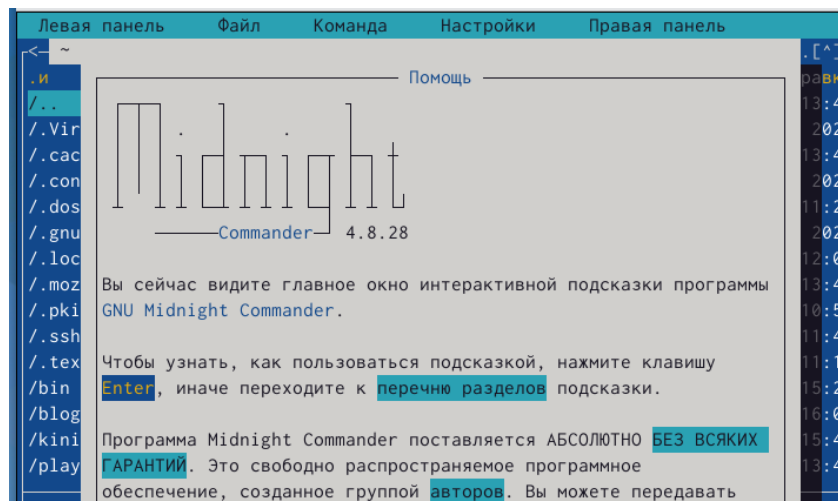 Левая панель Файл Команда Настройки Правая панель
<─ ~ .[^]
.и Помощь
/..
/.Vir
/.cac
/.con
/.dos
/.gnu
/.loc
/.moz
/.pki
/.ssh
/.tex
/bin
/blog
/kini
/play
Midnight
Commander 4.8.28
Вы сейчас видите главное окно интерактивной подсказки программы
GNU Midnight Commander.
Чтобы узнать, как пользоваться подсказкой, нажмите клавишу
Enter, иначе переходите к перечню разделов подсказки.
Программа Midnight Commander поставляется АБСОЛЮТНО БЕЗ ВСЯКИХ
ГАРАНТИЙ. Это свободно распространяемое программное
обеспечение, созданное группой авторов. Вы можете передавать